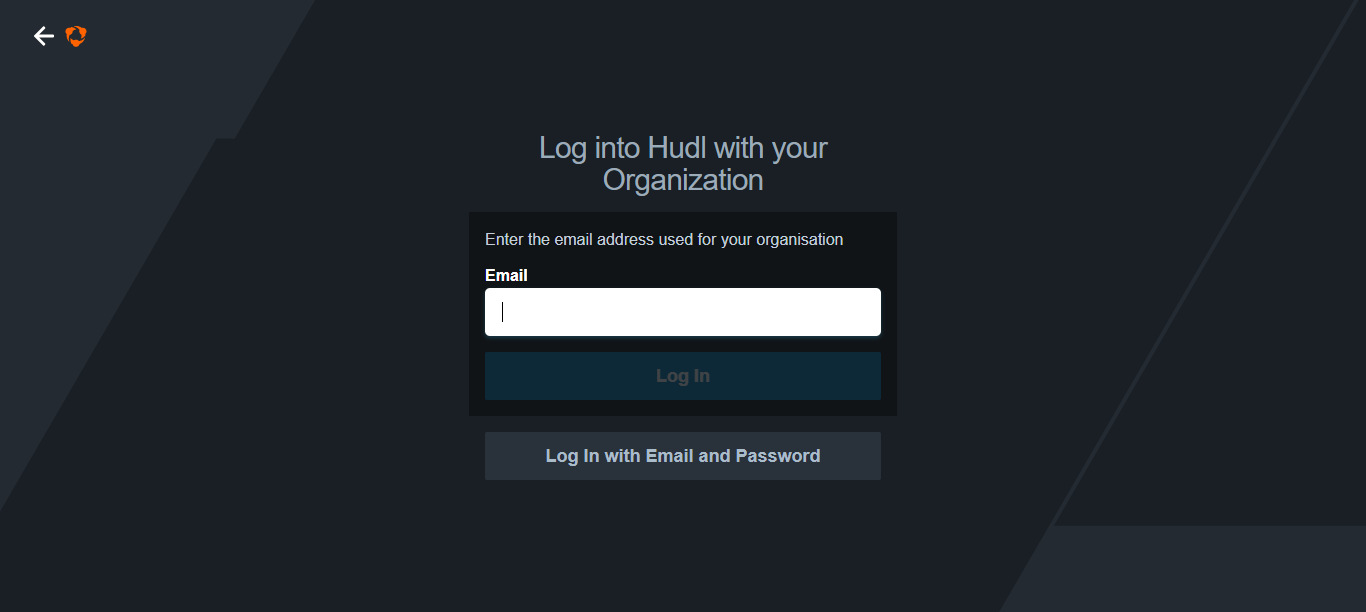 Log into Hudl with your
Organization
Enter the email address used for your organisation
Email
Log In
Log In with Email and Password